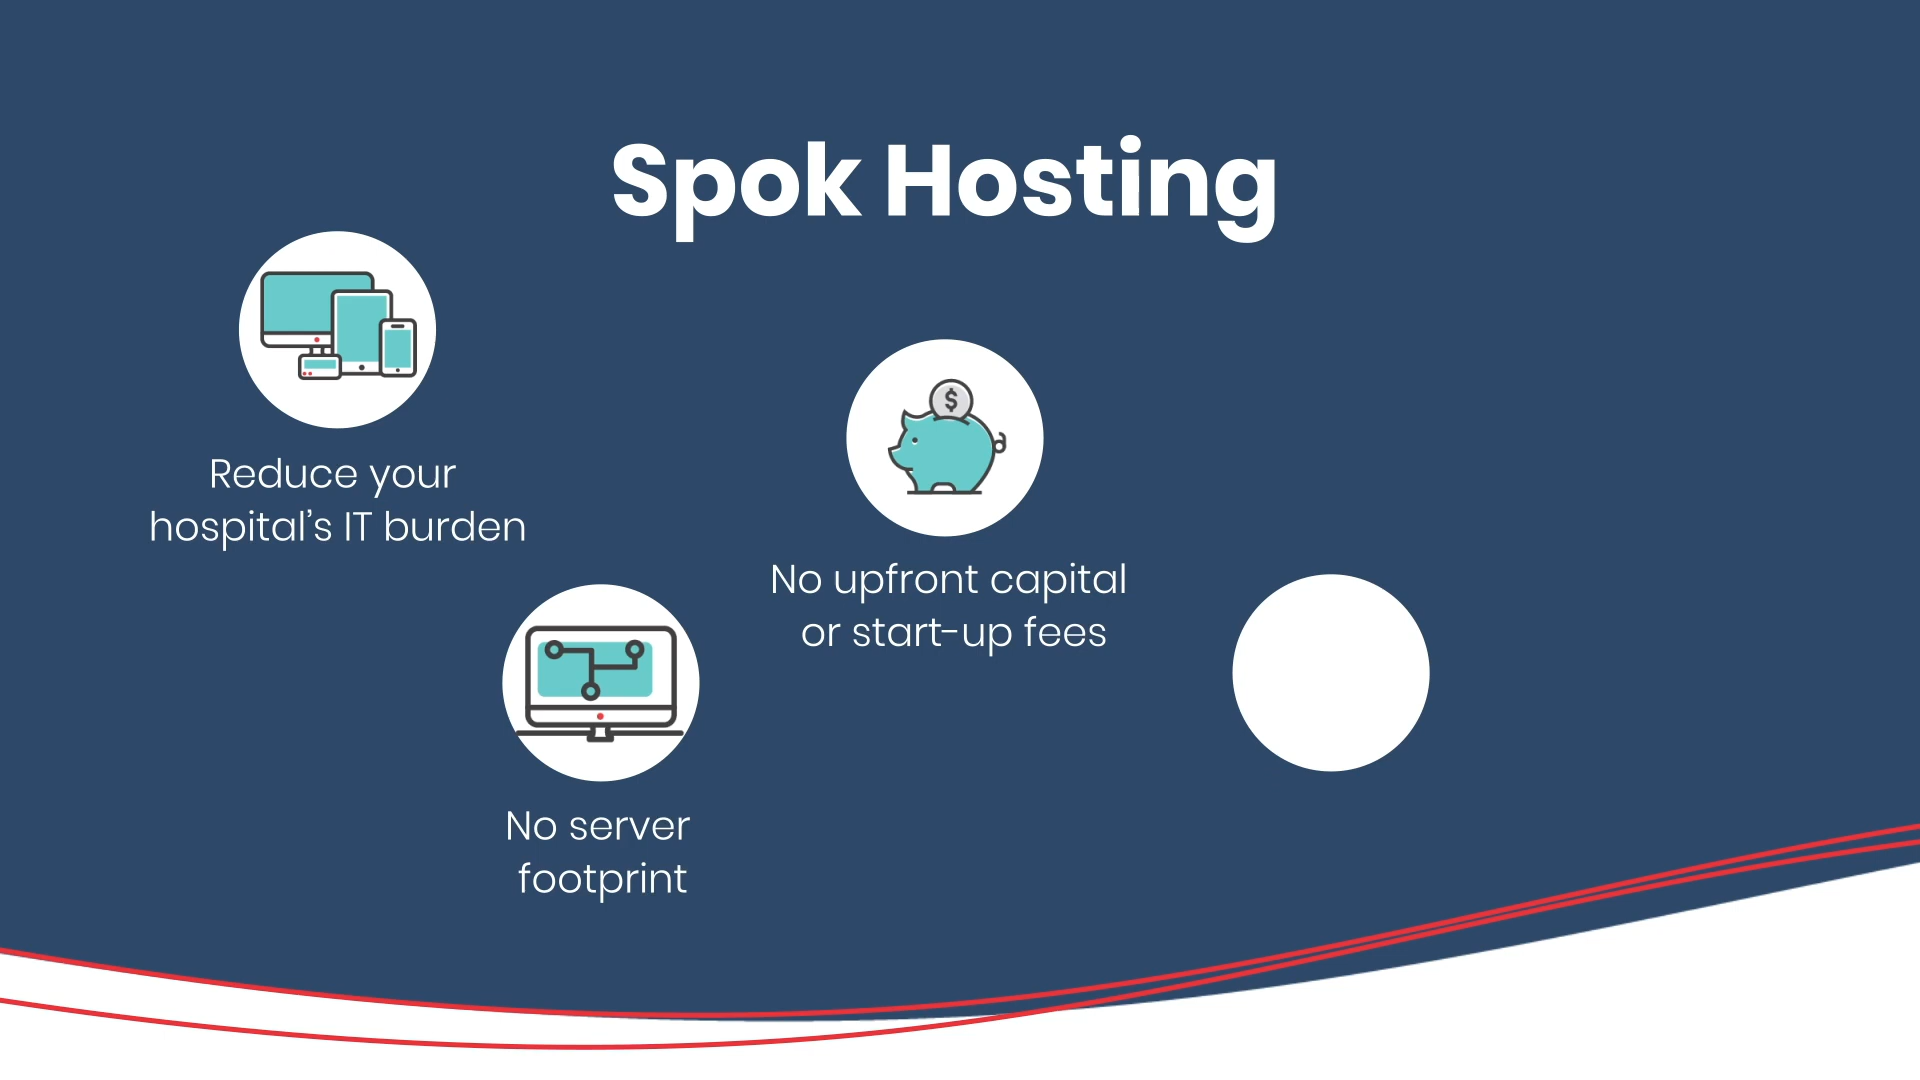 Spok Hosting
Reduce your
hospital's IT burden
$
No upfront capital
or start-up fees
No server
footprint